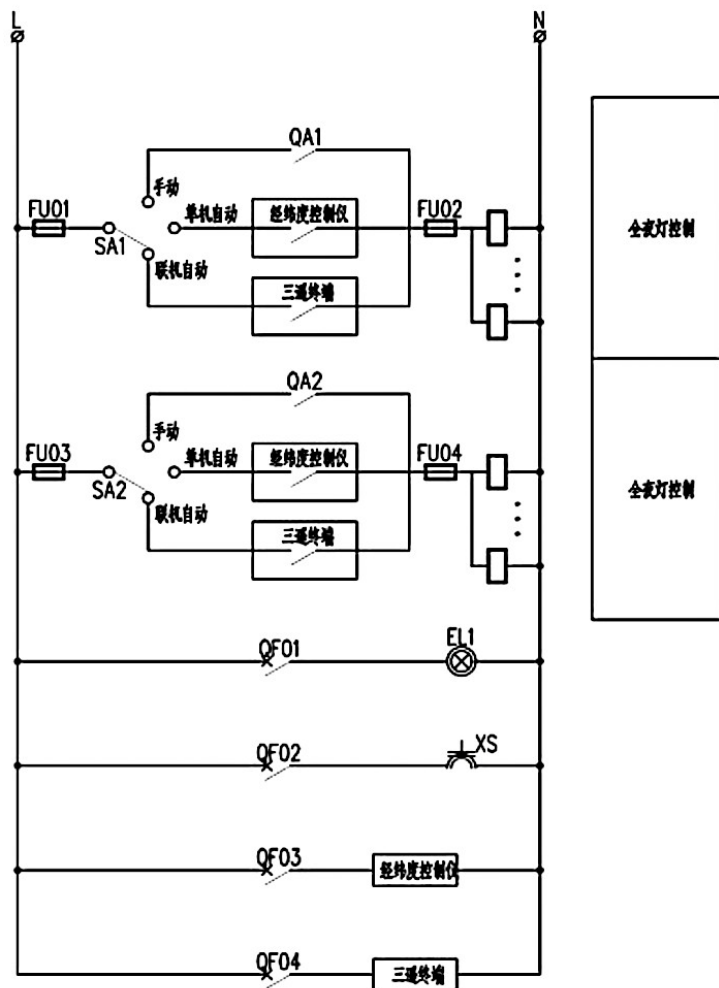 L
N
QA1
手动
FU01
单机自动
经纬度控制仪
FU02
SA1
联机自动
三遥终端
全夜灯控制
QA2
手动
FU03
单机自动
经纬度控制仪
FU04
SA2
联机自动
三遥终端
全夜灯控制
QF01
EL1
QF02
XS
QF03
经纬度控制仪
QF04
三遥终端